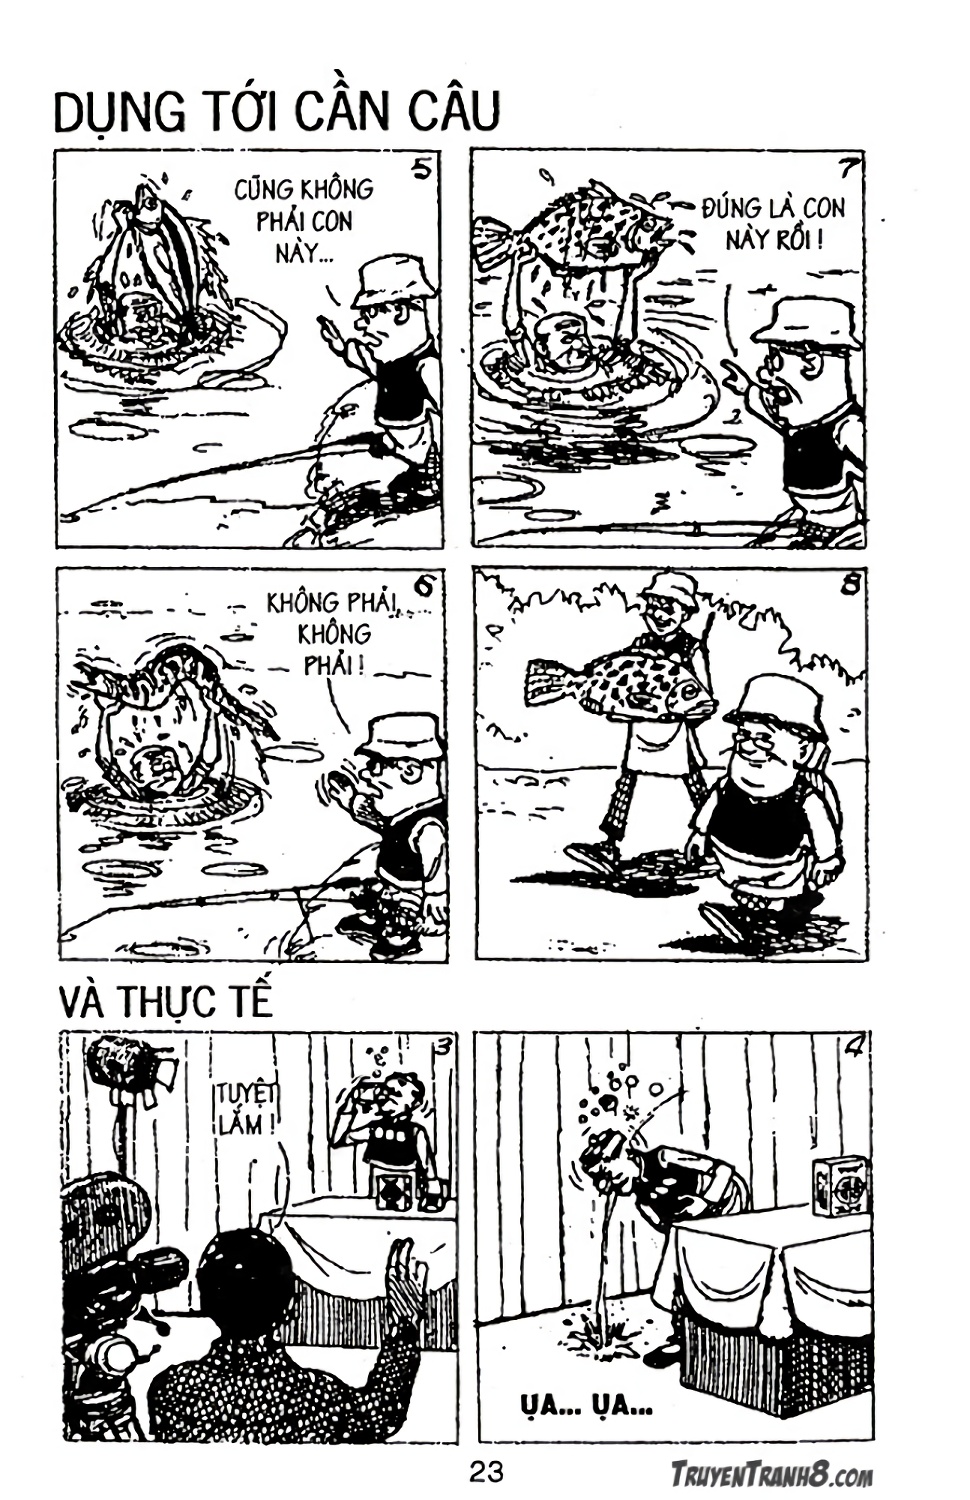 DỤNG TỚI CẦN CÂU
5
CŨNG KHÔNG
PHẢI CON
NÀY...
7
ĐÚNG LÀ CON
NÀY RỒI !
6
KHÔNG PHẢI,
KHÔNG
PHẢI !
8
VÀ THỰC TẾ
3
TUYỆT
LẮM !
4
ỤA... ỤA...
23
TRUYENTRANH8.COM